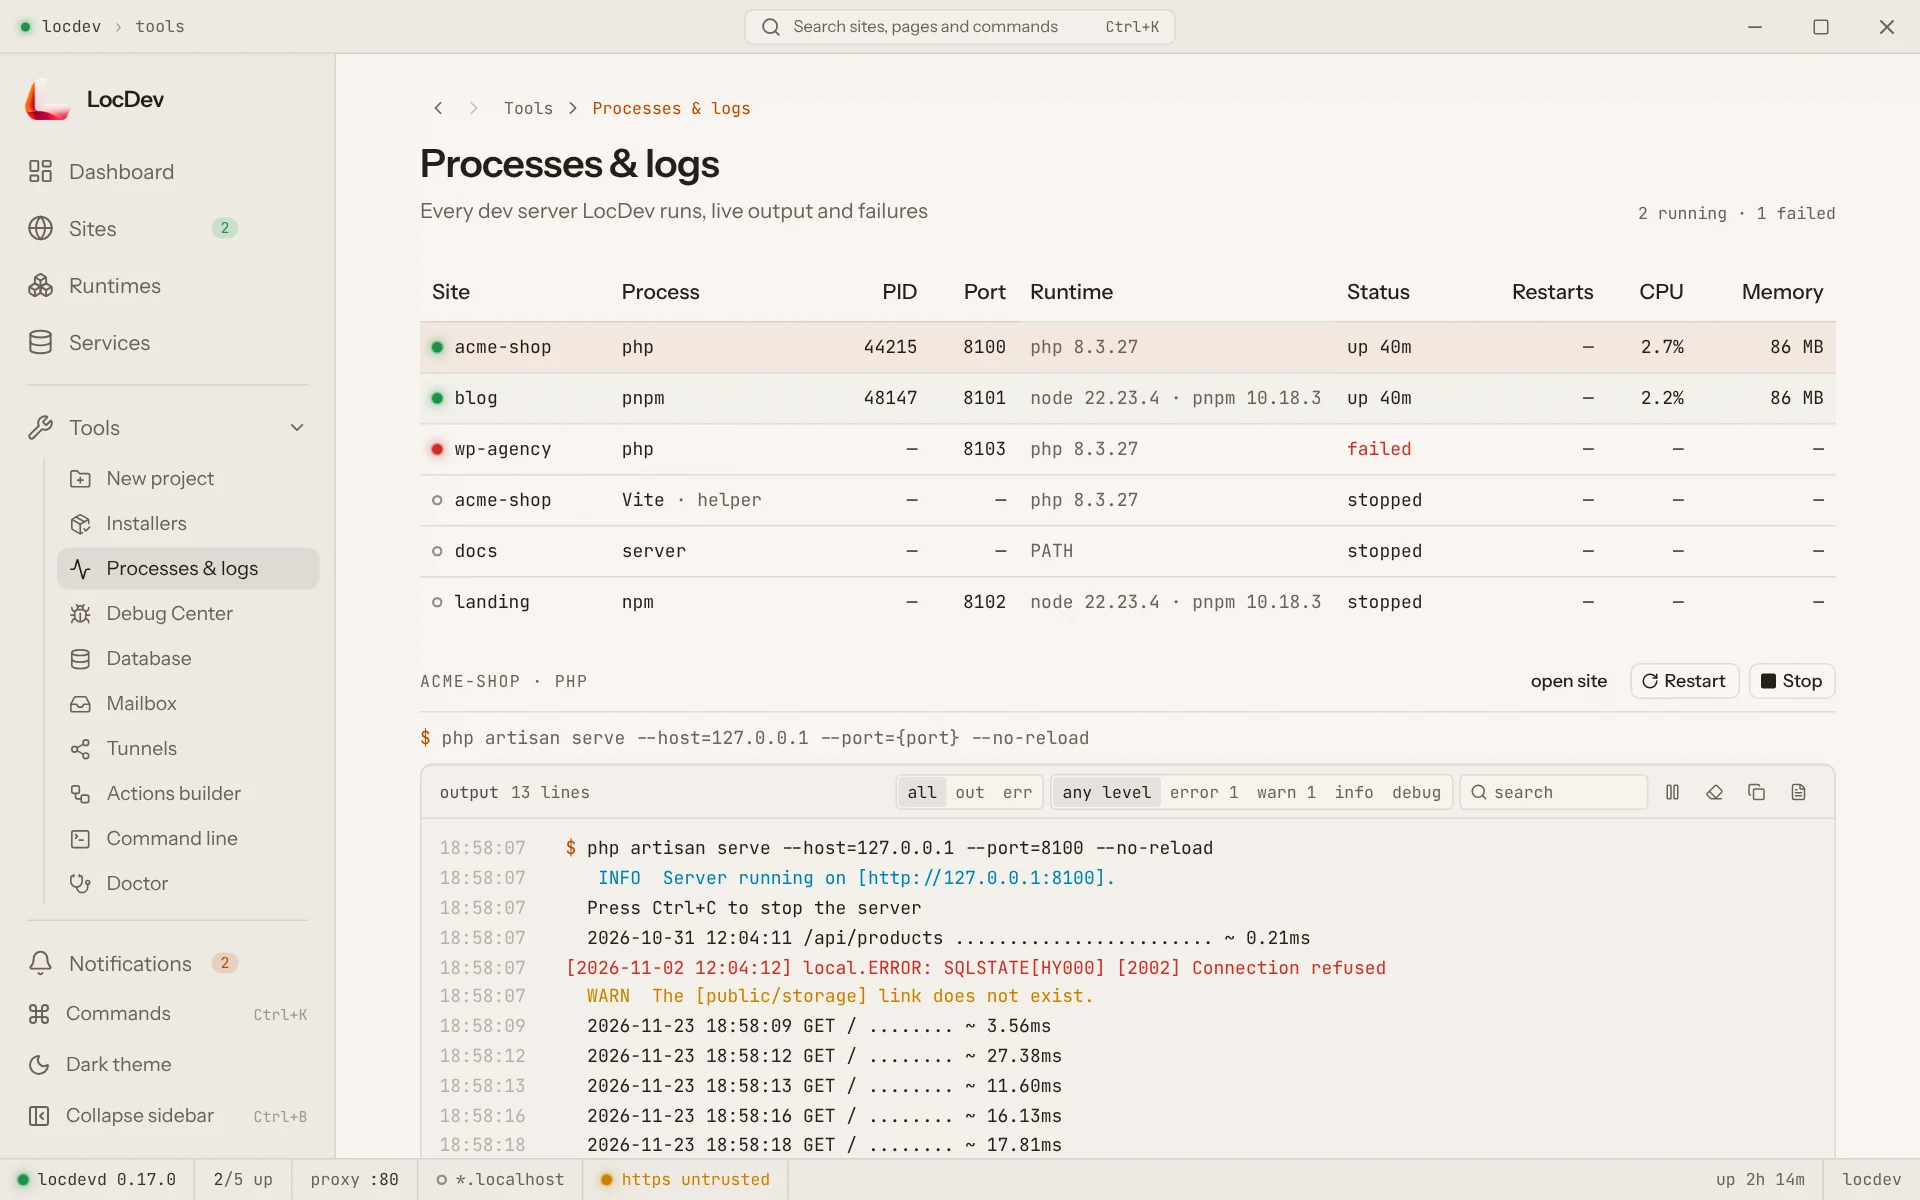 locdev › tools
Search sites, pages and commands Ctrl+K
LocDev
Dashboard
Sites 2
Runtimes
Services
Tools
New project
Installers
Processes & logs
Debug Center
Database
Mailbox
Tunnels
Actions builder
Command line
Doctor
Notifications 2
Commands Ctrl+K
Dark theme
Collapse sidebar Ctrl+B
Tools > Processes & logs
Processes & logs
Every dev server LocDev runs, live output and failures
2 running · 1 failed
Site Process PID Port Runtime Status Restarts CPU Memory
acme-shop php 44215 8100 php 8.3.27 up 40m — 2.7% 86 MB
blog pnpm 48147 8101 node 22.23.4 · pnpm 10.18.3 up 40m — 2.2% 86 MB
wp-agency php — 8103 php 8.3.27 failed — — —
acme-shop Vite · helper — — php 8.3.27 stopped — — —
docs server — — PATH stopped — — —
landing npm — 8102 node 22.23.4 · pnpm 10.18.3 stopped — — —
ACME-SHOP · PHP
open site Restart Stop
$ php artisan serve --host=127.0.0.1 --port={port} --no-reload
output 13 lines all out err any level error 1 warn 1 info debug search
18:58:07 $ php artisan serve --host=127.0.0.1 --port=8100 --no-reload
18:58:07 INFO Server running on [http://127.0.0.1:8100].
18:58:07 Press Ctrl+C to stop the server
18:58:07 2026-10-31 12:04:11 /api/products ........................ ~ 0.21ms
18:58:07 [2026-11-02 12:04:12] local.ERROR: SQLSTATE[HY000] [2002] Connection refused
18:58:07 WARN The [public/storage] link does not exist.
18:58:09 2026-11-23 18:58:09 GET / ........ ~ 3.56ms
18:58:12 2026-11-23 18:58:12 GET / ........ ~ 27.38ms
18:58:13 2026-11-23 18:58:13 GET / ........ ~ 11.60ms
18:58:16 2026-11-23 18:58:16 GET / ........ ~ 16.13ms
18:58:18 2026-11-23 18:58:18 GET / ........ ~ 17.81ms
locdevd 0.17.0 2/5 up proxy :80 *.localhost https untrusted up 2h 14m locdev